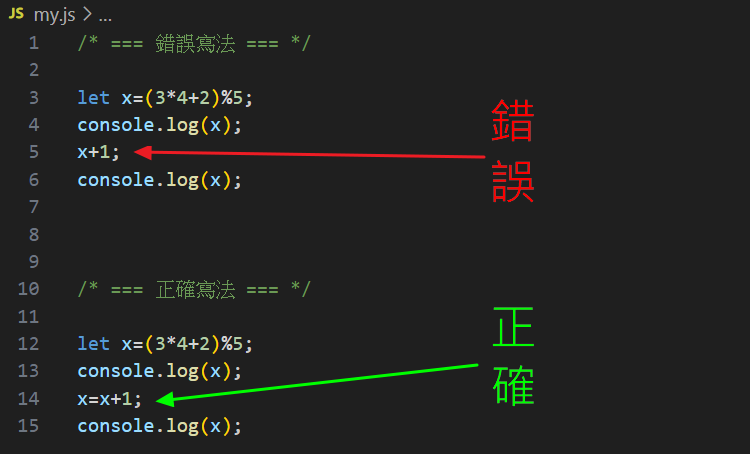 JS my.js > ...
1 /* === 錯誤寫法 === */
2
3 let x=(3*4+2)%5;
4 console.log(x);
5 x+1;
6 console.log(x);
7
8
9
10 /* === 正確寫法 === */
11
12 let x=(3*4+2)%5;
13 console.log(x);
14 x=x+1;
15 console.log(x);
錯誤
正確